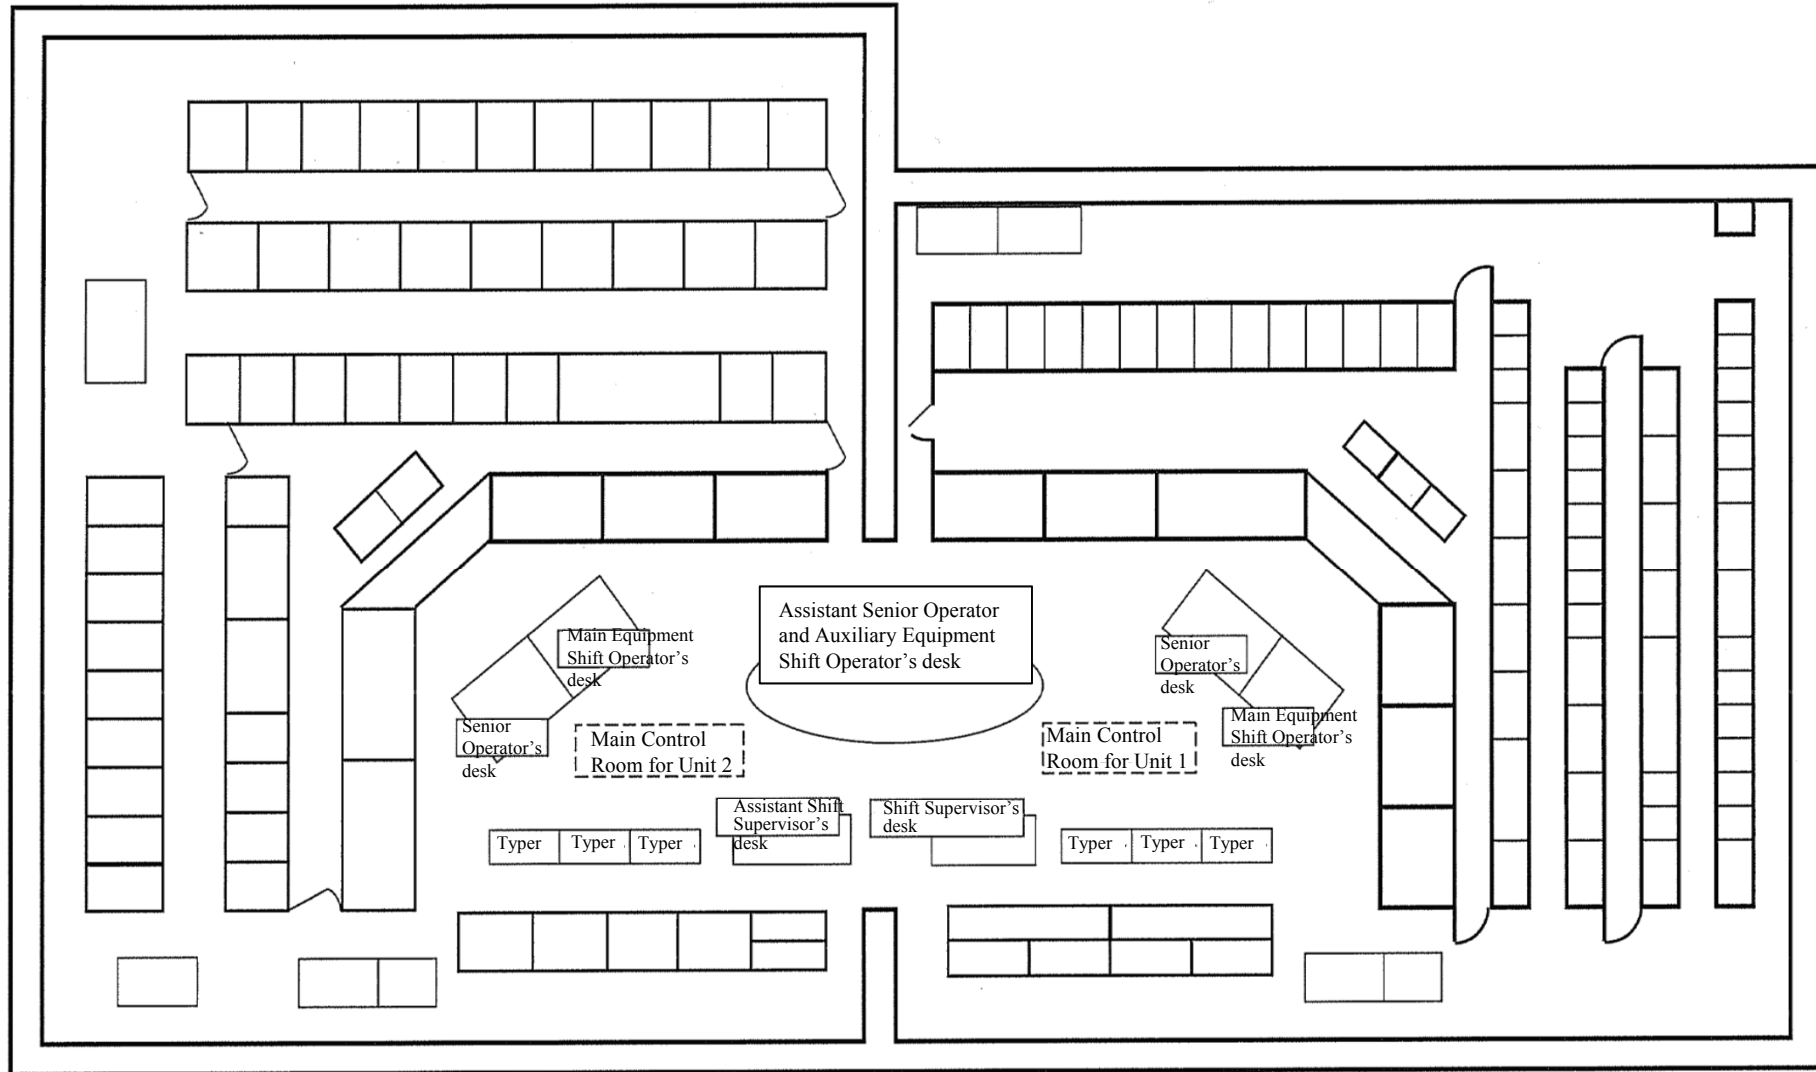 Assistant Senior Operator
and Auxiliary Equipment
Shift Operator's desk
Main Equipment
Shift Operator's
desk
Senior
Operator's
desk
Senior
Operator's
desk
Main Equipment
Shift Operator's
desk
Main Control
Room for Unit 2
Main Control
Room for Unit 1
Assistant Shift
Supervisor's
desk
Shift Supervisor's
desk
Typer
Typer
Typer
Typer
Typer
Typer